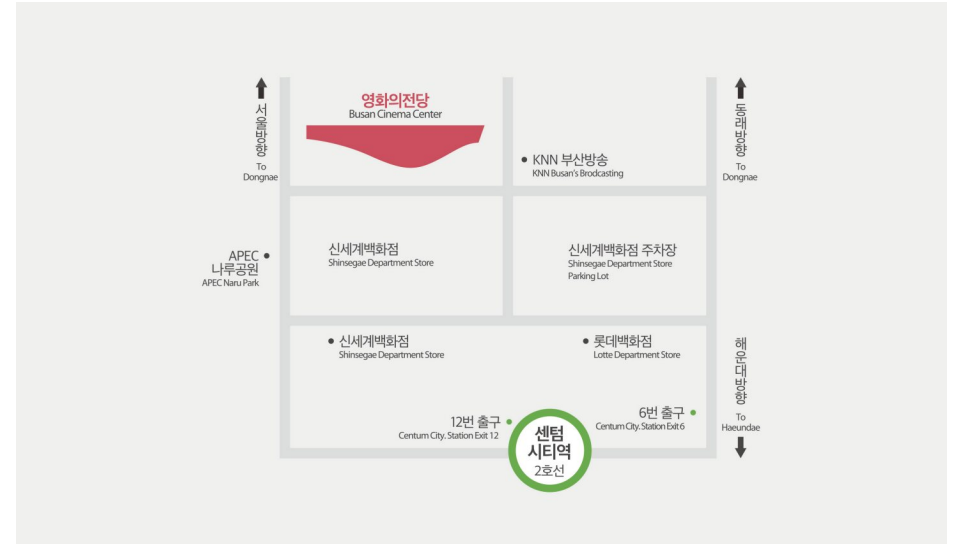 영화의전당
Busan Cinema Center
서울방향
To
Dongnae
동래방향
To
Dongnae
KNN 부산방송
KNN Busan's Brodcasting
APEC
나루공원
APEC Naru Park
신세계백화점
Shinsegae Department Store
신세계백화점 주차장
Shinsegae Department Store
Parking Lot
신세계백화점
Shinsegae Department Store
롯데백화점
Lotte Department Store
해운대방향
To
Haeundae
12번 출구
Centum City. Station Exit 12
6번 출구
Centum City. Station Exit 6
센텀
시티역
2호선